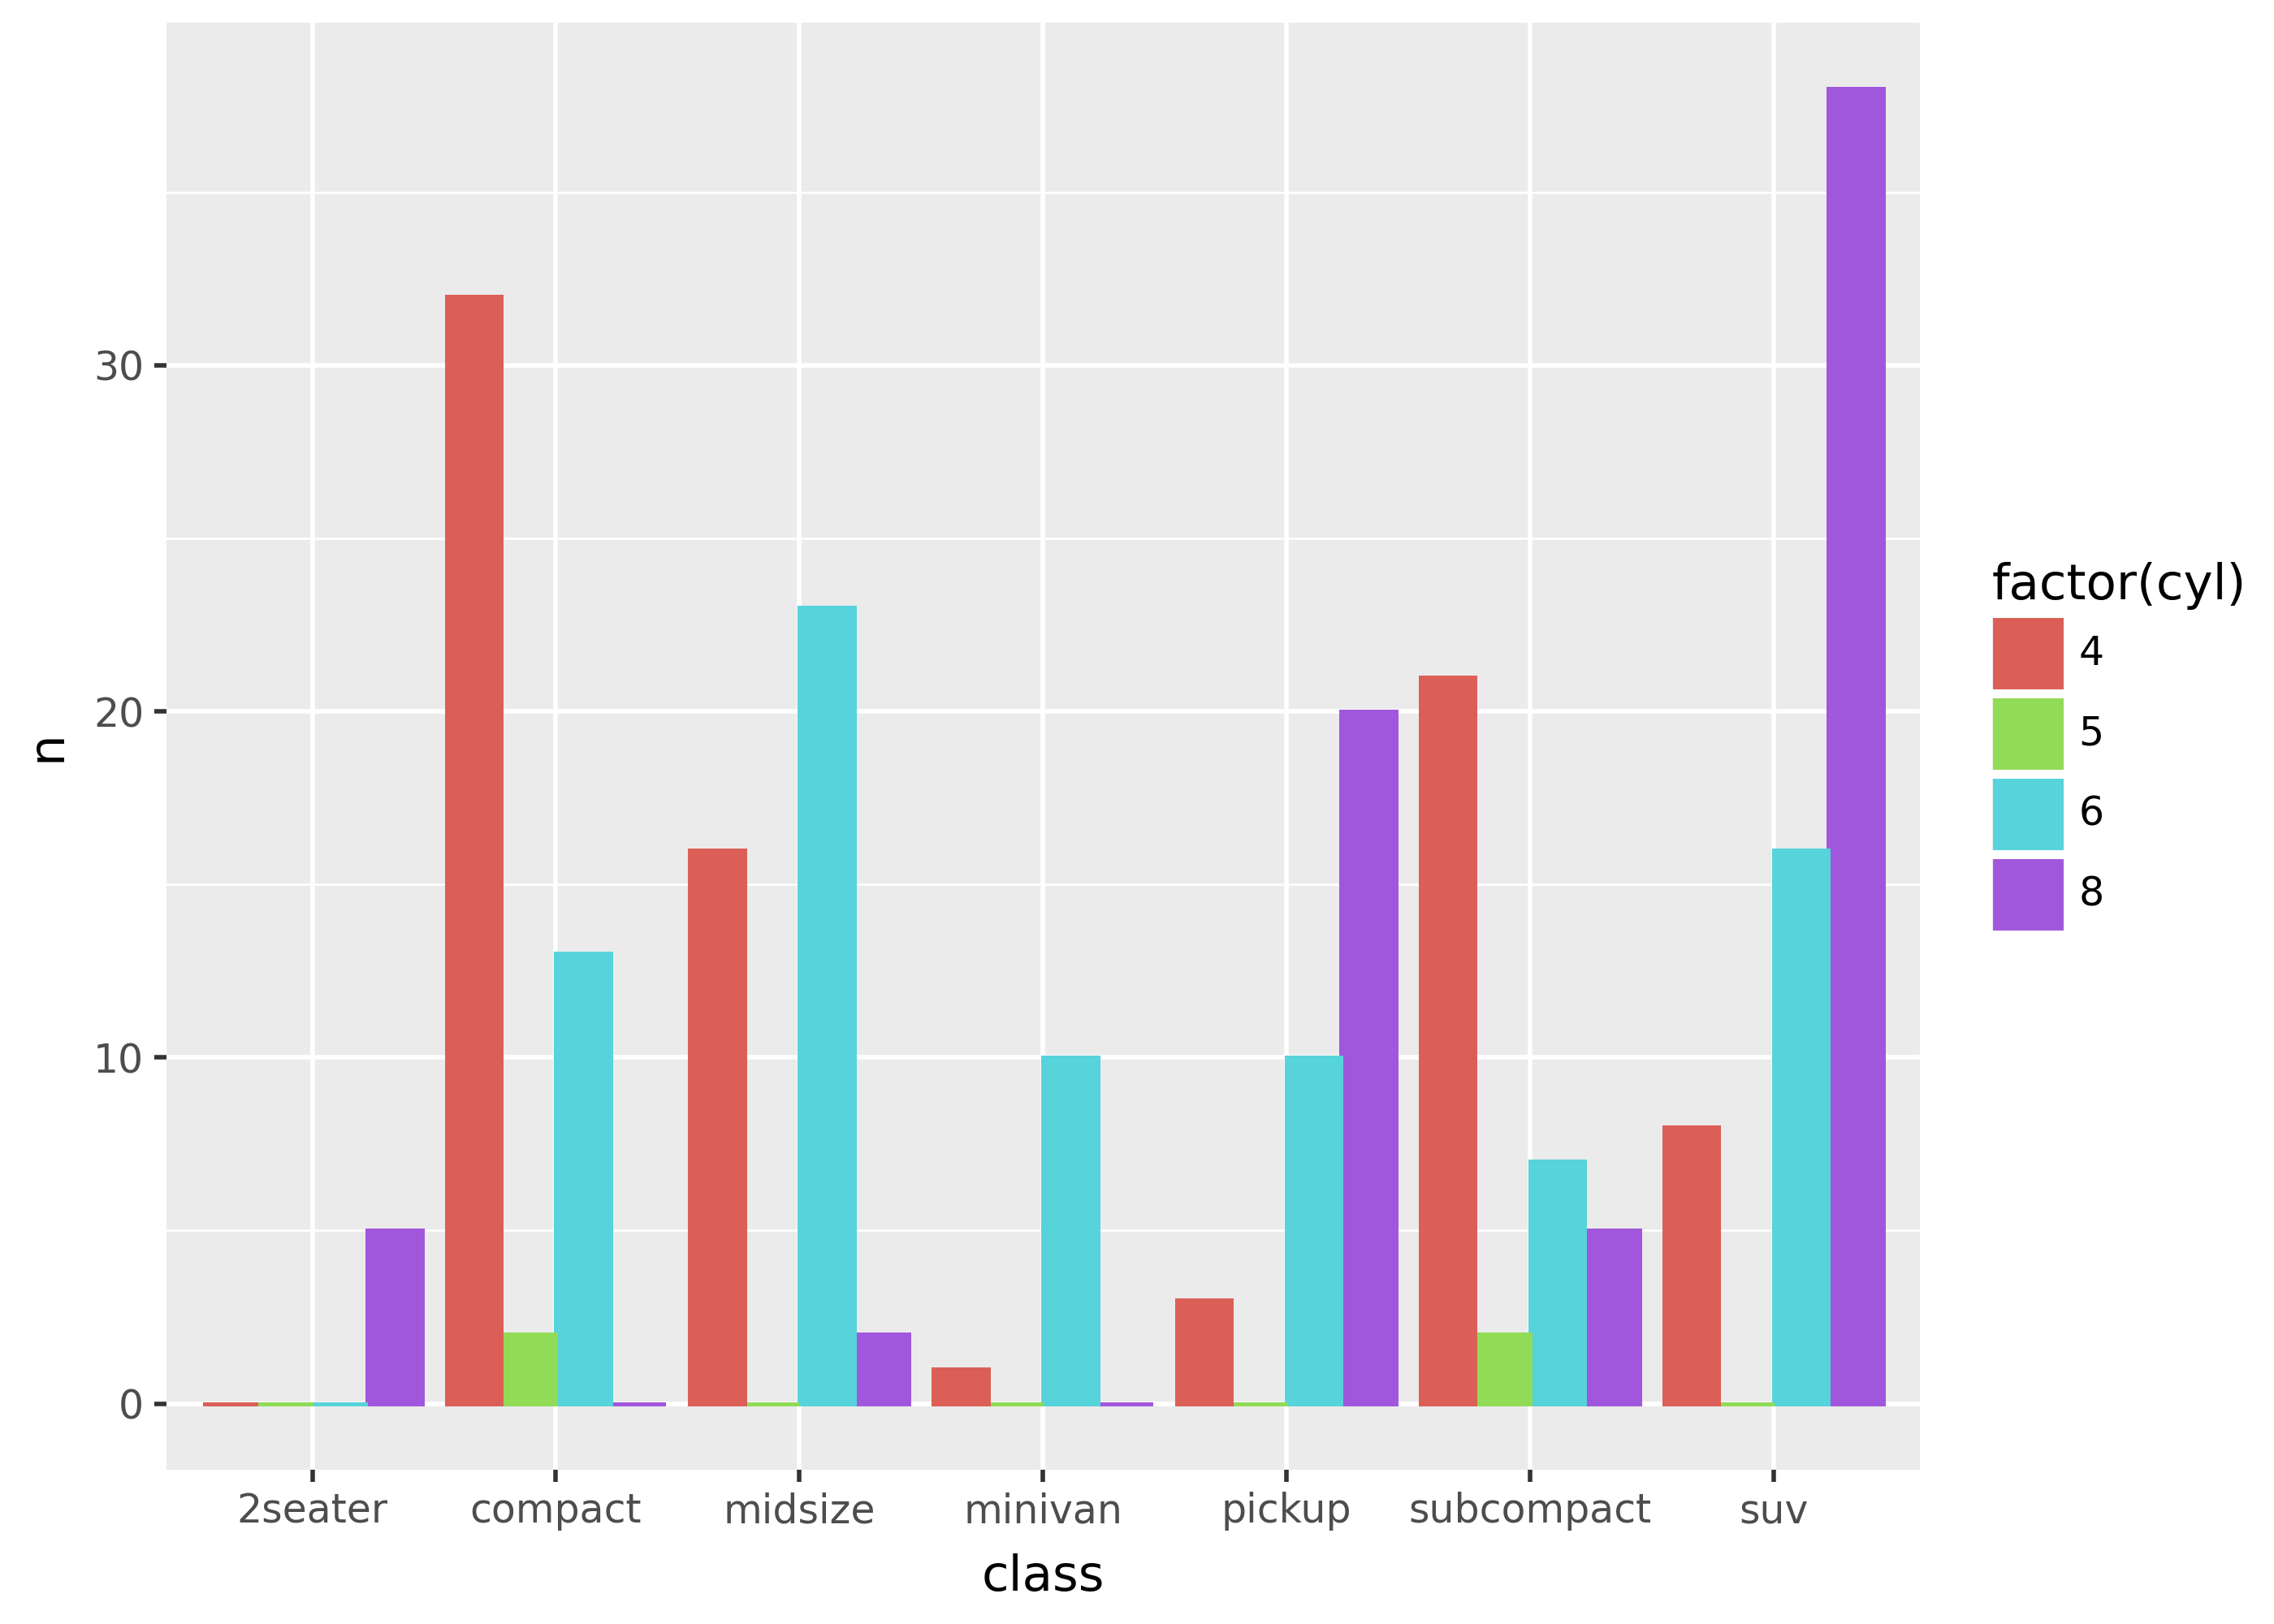 n
30
20
10
0
2seater compact midsize minivan pickup subcompact suv
class
factor(cyl)
4
5
6
8